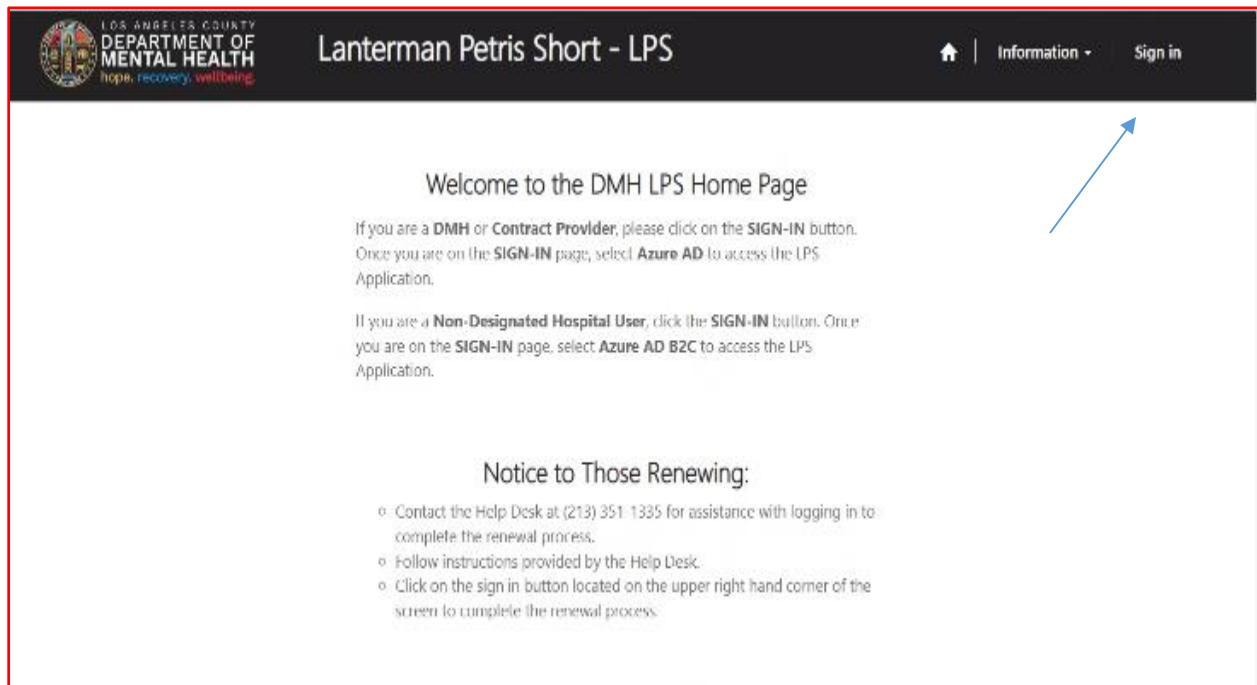 LOS ANGELES COUNTY
DEPARTMENT OF
MENTAL HEALTH
hope. recovery. wellbeing.
Lanterman Petris Short - LPS
Information
Sign in
Welcome to the DMH LPS Home Page
If you are a DMH or Contract Provider, please click on the SIGN-IN button.
Once you are on the SIGN-IN page, select Azure AD to access the LPS
Application.
If you are a Non-Designated Hospital User, click the SIGN-IN button. Once
you are on the SIGN-IN page, select Azure AD B2C to access the LPS
Application.
Notice to Those Renewing:
Contact the Help Desk at (213) 351-1335 for assistance with logging in to
complete the renewal process.
Follow instructions provided by the Help Desk.
Click on the sign in button located on the upper right hand corner of the
screen to complete the renewal process.